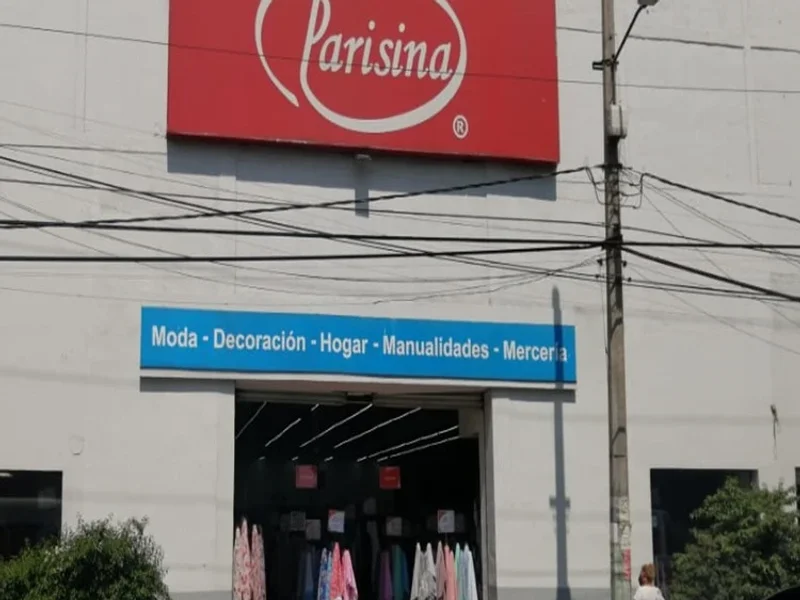 Parisina
®
Moda - Decoración - Hogar - Manualidades - Mercería